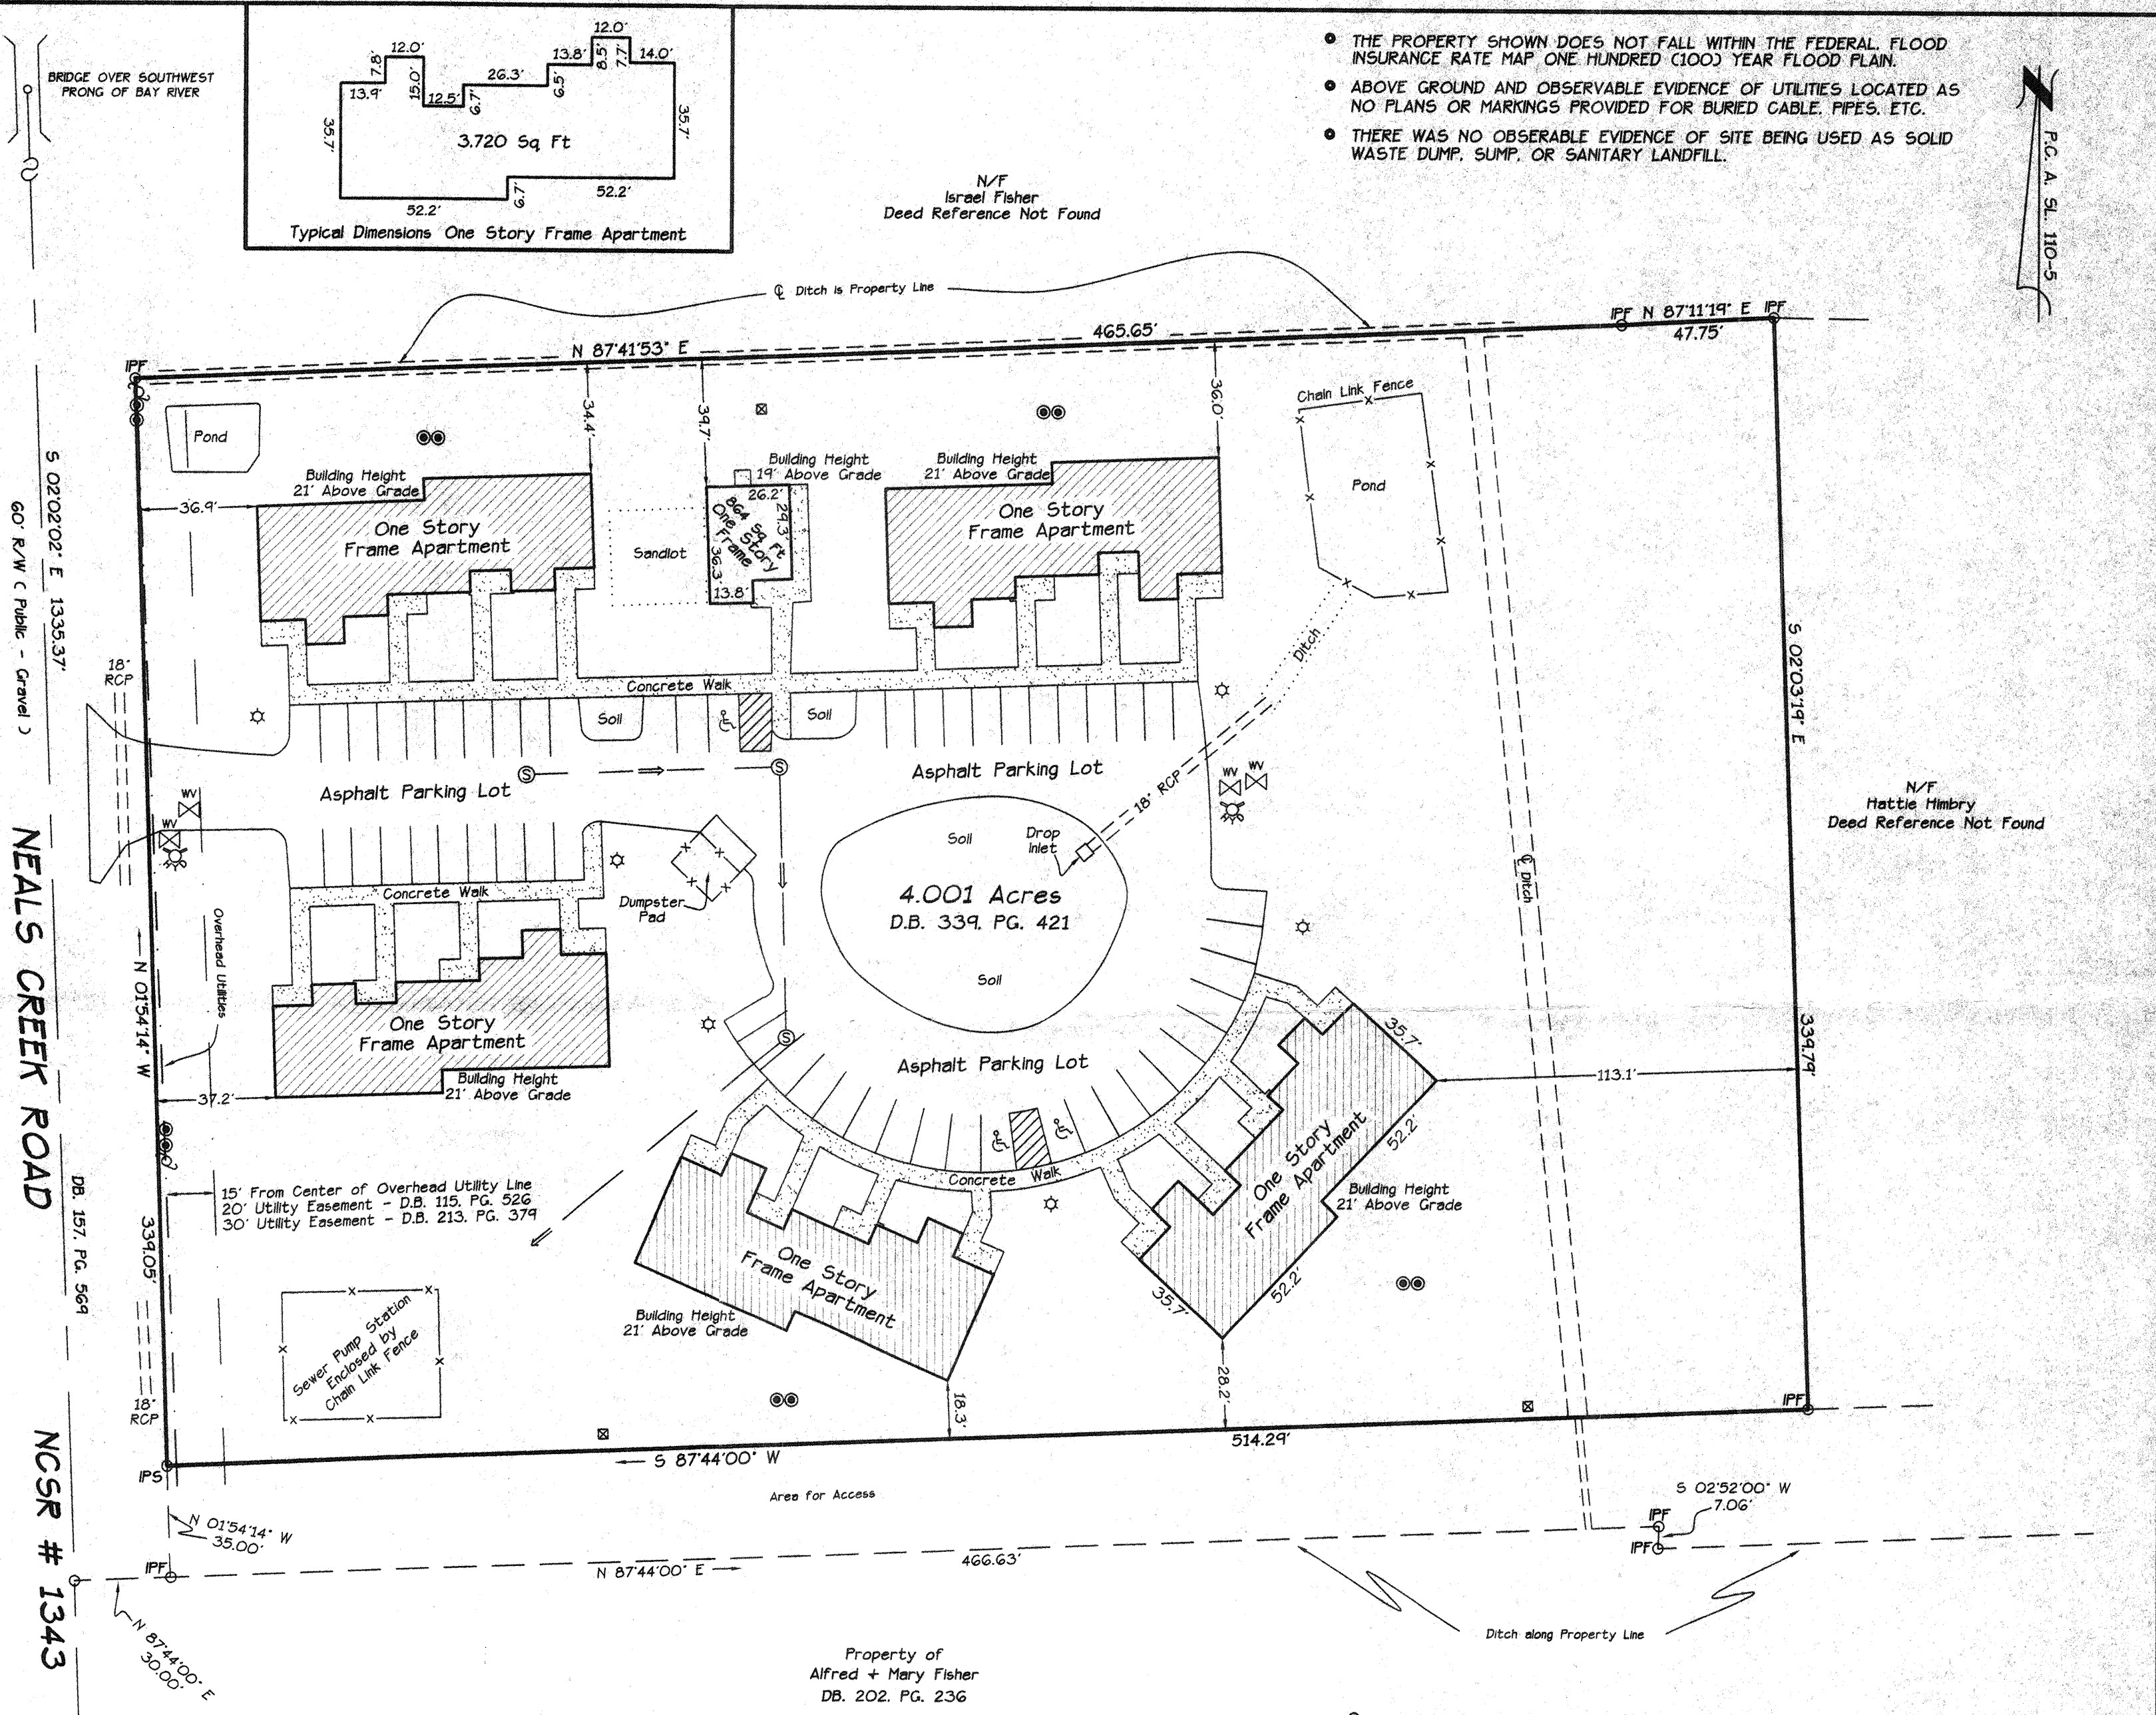 BRIDGE OVER SOUTHWEST
PRONG OF BAY RIVER
12.0'
7.8'
13.9'
15.0'
12.5'
6.7'
26.3'
13.8'
6.5'
12.0'
8.5'
7.7'
14.0'
35.7'
35.7'
3.720 Sq Ft
52.2'
6.7'
52.2'
Typical Dimensions One Story Frame Apartment
N/F
Israel Fisher
Deed Reference Not Found
THE PROPERTY SHOWN DOES NOT FALL WITHIN THE FEDERAL. FLOOD
INSURANCE RATE MAP ONE HUNDRED (100) YEAR FLOOD PLAIN.
ABOVE GROUND AND OBSERVABLE EVIDENCE OF UTILITIES LOCATED AS
NO PLANS OR MARKINGS PROVIDED FOR BURIED CABLE. PIPES. ETC.
THERE WAS NO OBSERABLE EVIDENCE OF SITE BEING USED AS SOLID
WASTE DUMP. SUMP. OR SANITARY LANDFILL.
N
P.C. A. SL. 110-5
℄ Ditch is Property Line
IPF
N 87°41'53" E
465.65'
IPF N 87°11'19" E IPF
47.75'
Pond
34.4'
39.7'
36.0'
Chain Link Fence
Pond
Building Height
21' Above Grade
36.9'
One Story
Frame Apartment
Sandlot
Building Height
19' Above Grade
26.2'
29.3'
864 Sq Ft
One Story
Frame
36.3'
13.8'
Building Height
21' Above Grade
One Story
Frame Apartment
Ditch
S 02°02'02" E 1335.37'
60' R/W ( Public - Gravel )
18"
RCP
Concrete Walk
Soil
Soil
Asphalt Parking Lot
S
S
Asphalt Parking Lot
18" RCP
WV
WV
WV
WV
S 02°03'19" E
339.79'
N/F
Hattie Himbry
Deed Reference Not Found
Soil
Drop
Inlet
4.001 Acres
D.B. 339. PG. 421
Soil
℄ Ditch
Concrete Walk
Dumpster
Pad
NEALS CREEK ROAD
Overhead Utilities
N 01°54'14" W
339.05'
One Story
Frame Apartment
Building Height
21' Above Grade
37.2'
S
Asphalt Parking Lot
35.7'
113.1'
52.2'
One Story
Frame Apartment
Building Height
21' Above Grade
52.2'
35.7'
28.2'
Concrete Walk
15' From Center of Overhead Utility Line
20' Utility Easement - D.B. 115. PG. 526
30' Utility Easement - D.B. 213. PG. 379
DB. 157. PG. 569
One Story
Frame Apartment
Building Height
21' Above Grade
18.3'
Sewer Pump Station
Enclosed by
Chain Link Fence
18"
RCP
IPS
S 87°44'00" W
514.29'
IPF
Area for Access
NCSR # 1343
N 01°54'14" W
35.00'
IPF
N 87°44'00" E
466.63'
S 02°52'00" W
7.06'
IPF
IPF
N 87°44'00" E
30.00'
Ditch along Property Line
Property of
Alfred + Mary Fisher
DB. 202. PG. 236